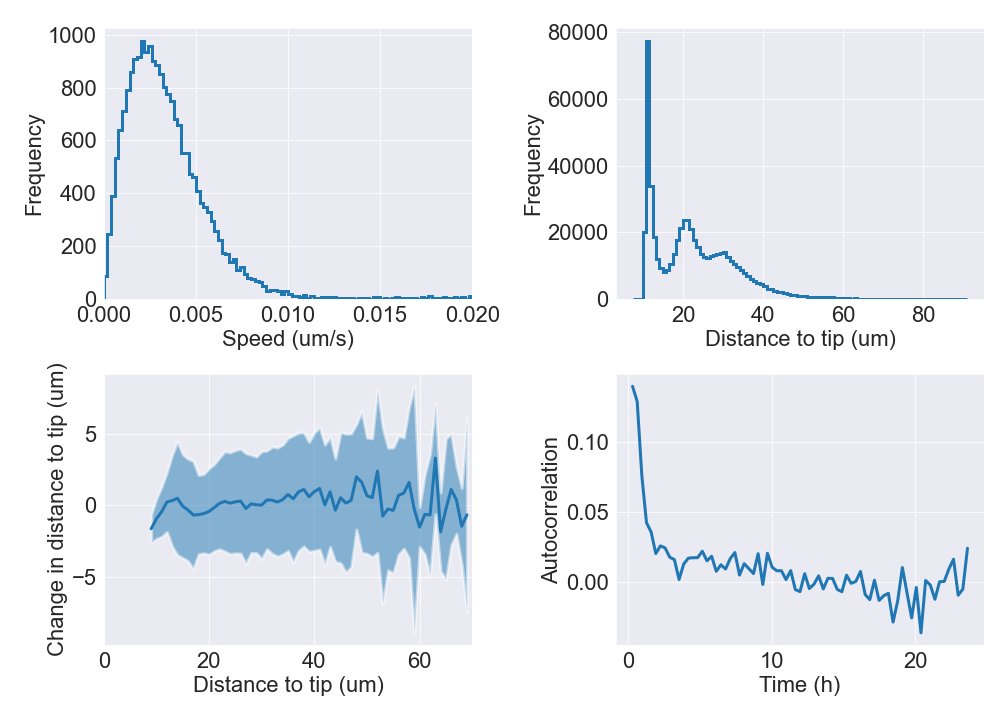 Frequency
1000
800
600
400
200
0
0.000 0.005 0.010 0.015 0.020
Speed (um/s)
Frequency
80000
60000
40000
20000
0
20 40 60 80
Distance to tip (um)
Change in distance to tip (um)
5
0
−5
0 20 40 60
Distance to tip (um)
Autocorrelation
0.10
0.05
0.00
0 10 20
Time (h)